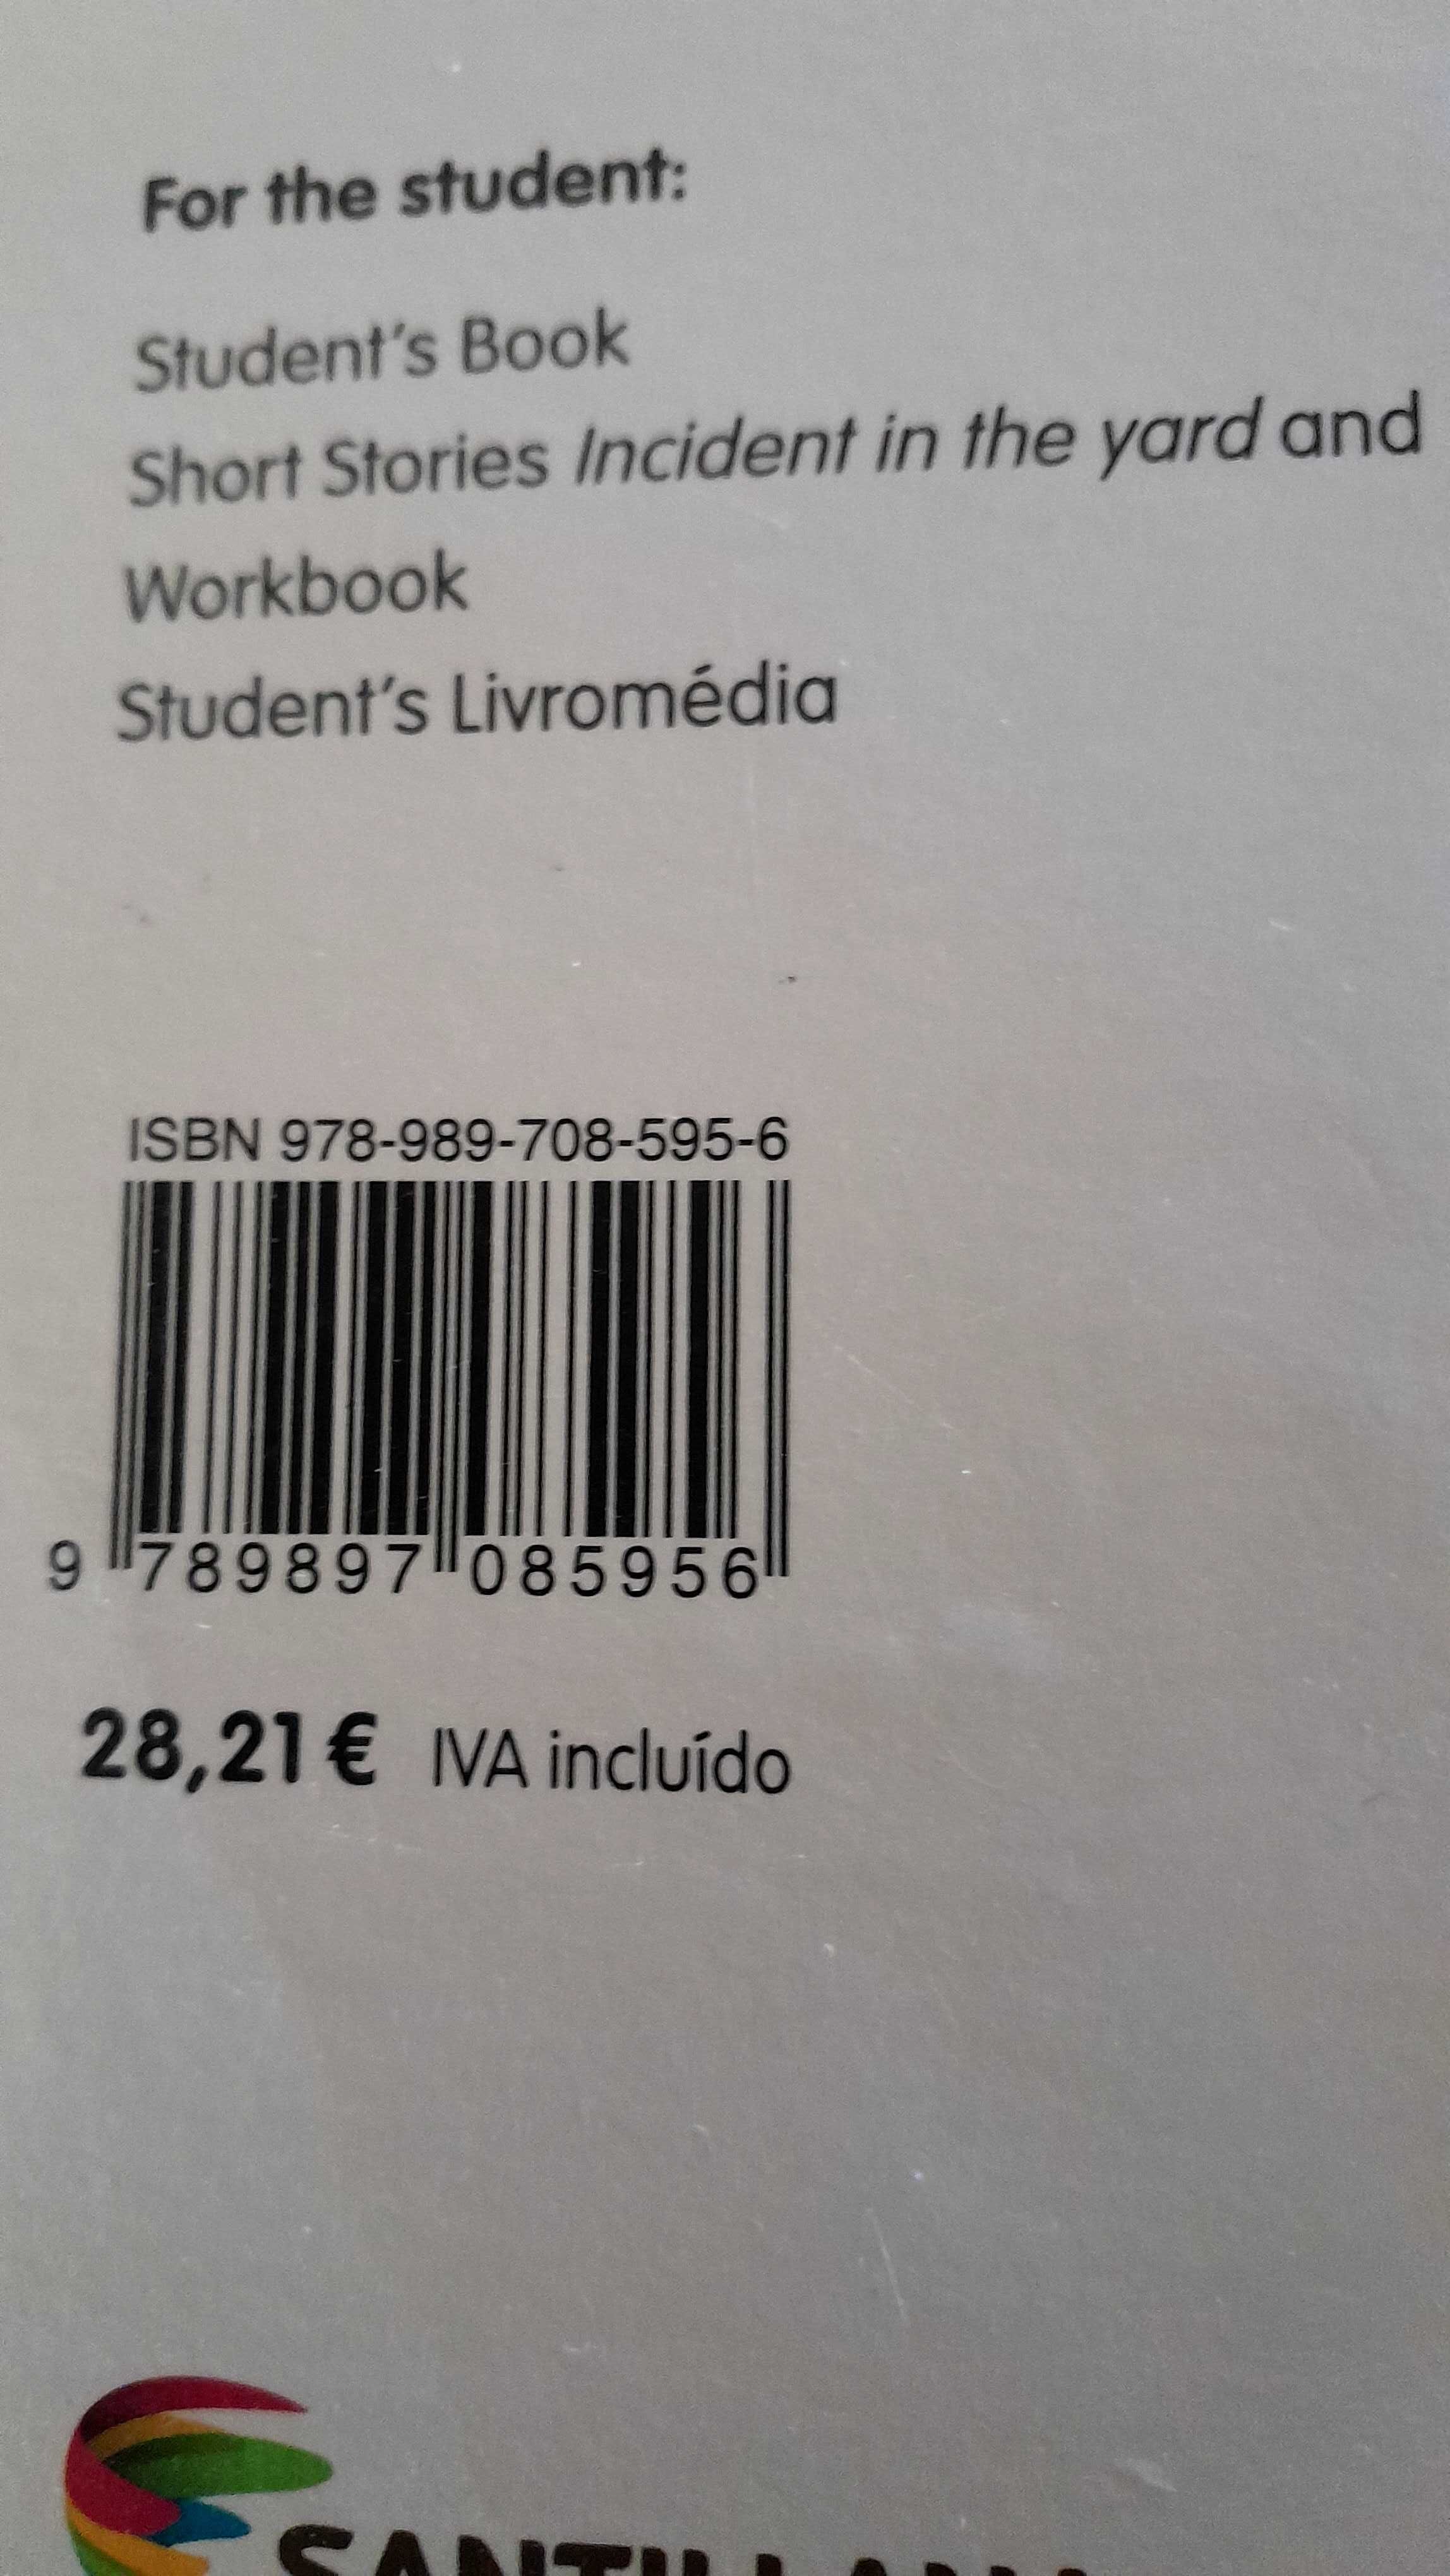 For the student:
Student's Book
Short Stories Incident in the yard and
Workbook
Student's Livromédia
ISBN 978-989-708-595-6
9 789897 085956
28,21 € IVA incluído
SANTILLANA